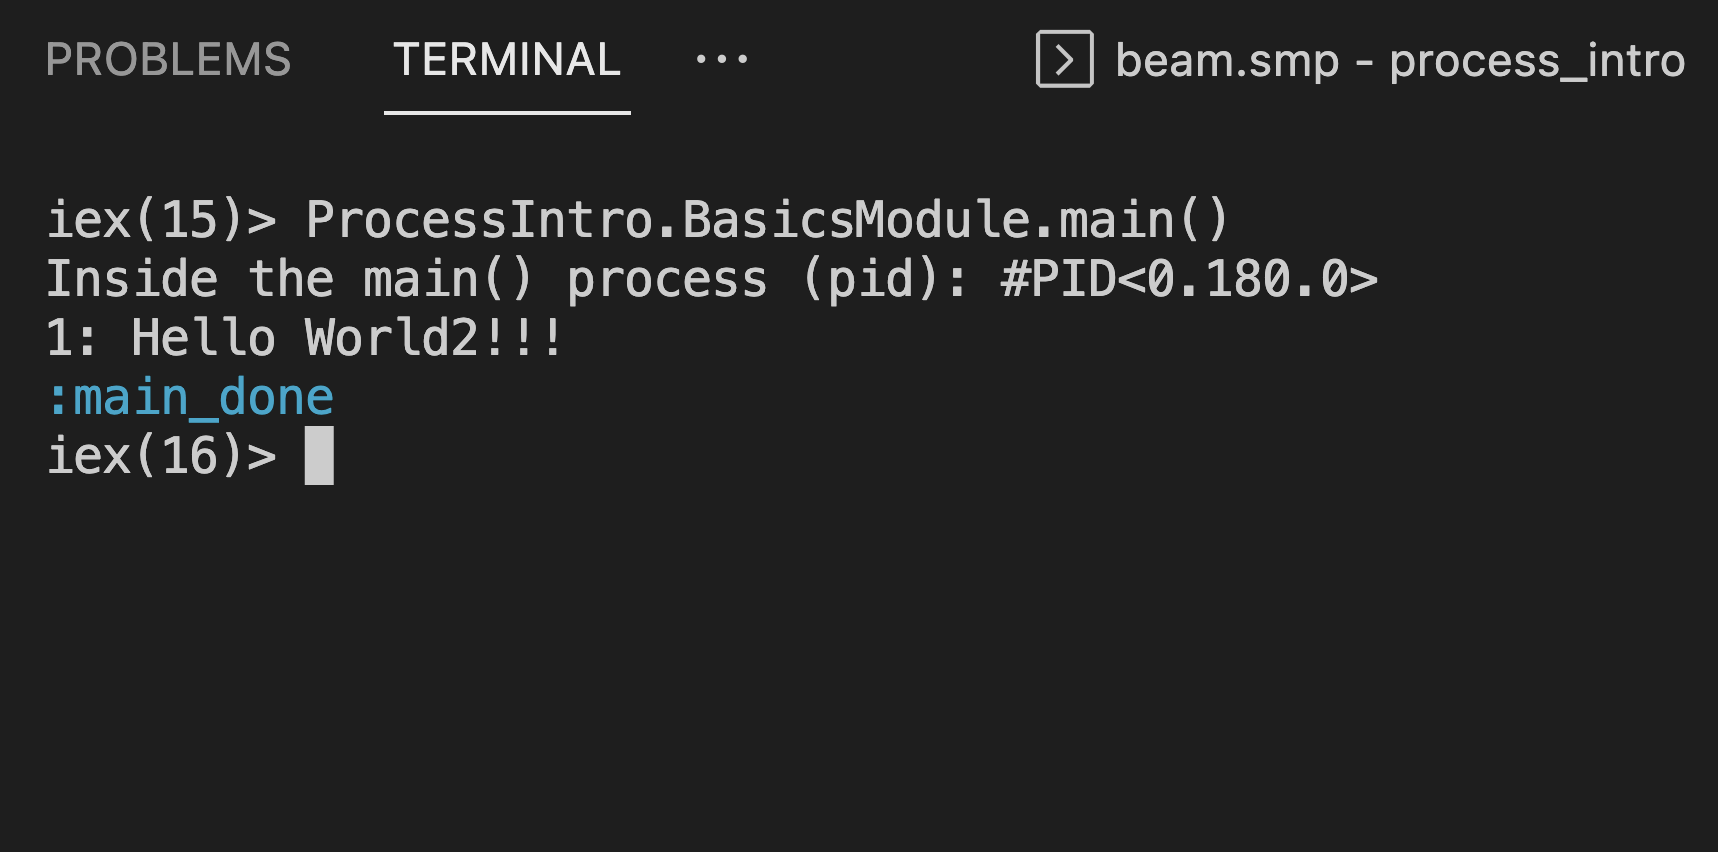 PROBLEMS TERMINAL ··· beam.smp - process_intro
iex(15)> ProcessIntro.BasicsModule.main()
Inside the main() process (pid): #PID<0.180.0>
1: Hello World2!!!
:main_done
iex(16)>